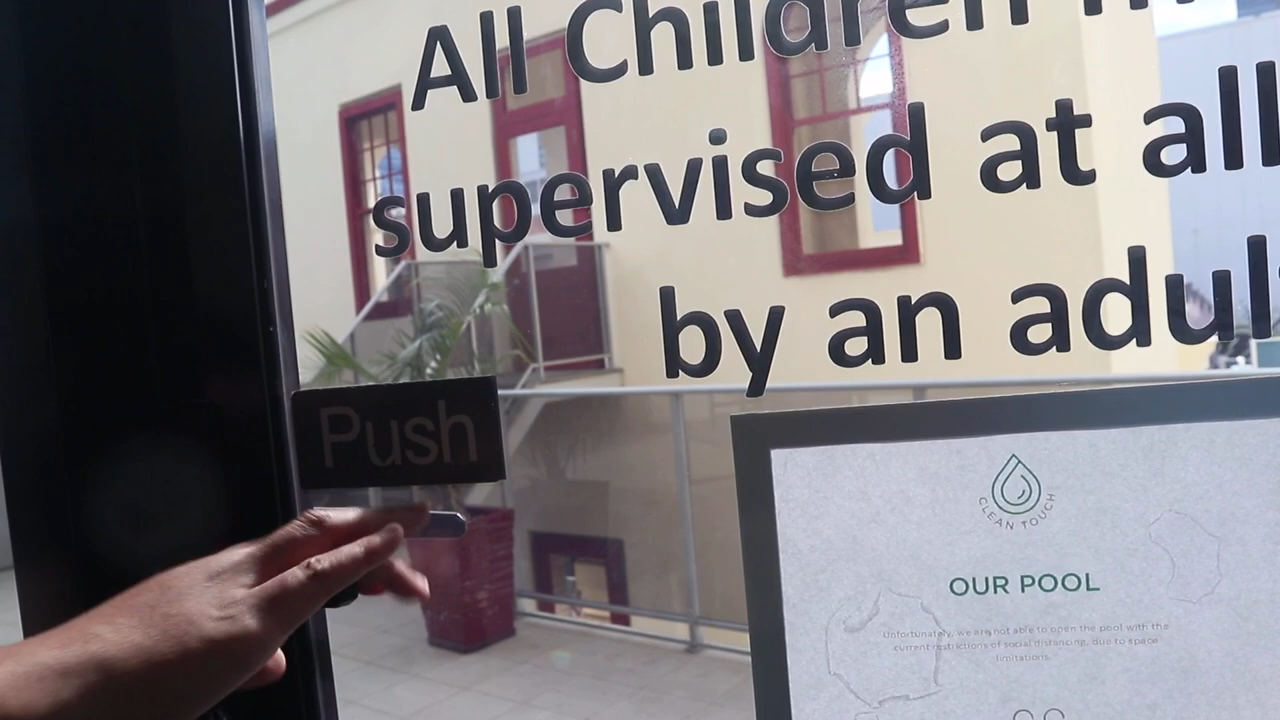 All Children
supervised at all
by an adul
Push
CLEAN TOUCH
OUR POOL
Unfortunately, we are not able to open the pool with the
current restrictions of social distancing, due to space
limitations.